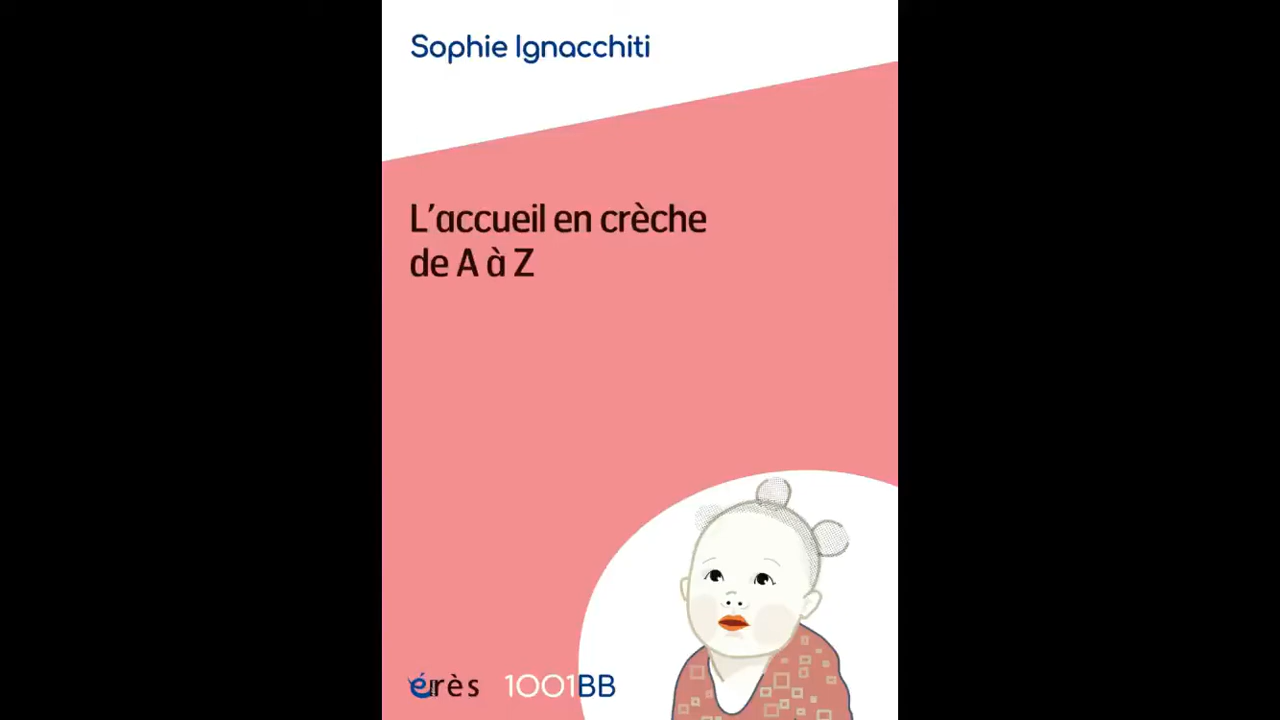 Sophie Ignacchiti
L'accueil en crèche
de A à Z
érès 1001BB